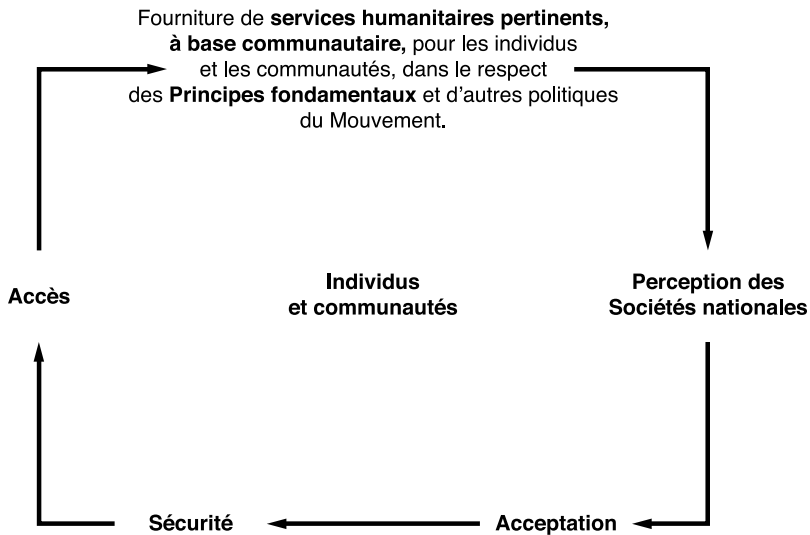 Fourniture de services humanitaires pertinents,
à base communautaire, pour les individus
et les communautés, dans le respect
des Principes fondamentaux et d'autres politiques
du Mouvement.
Accès
Individus
et communautés
Perception des
Sociétés nationales
Sécurité
Acceptation